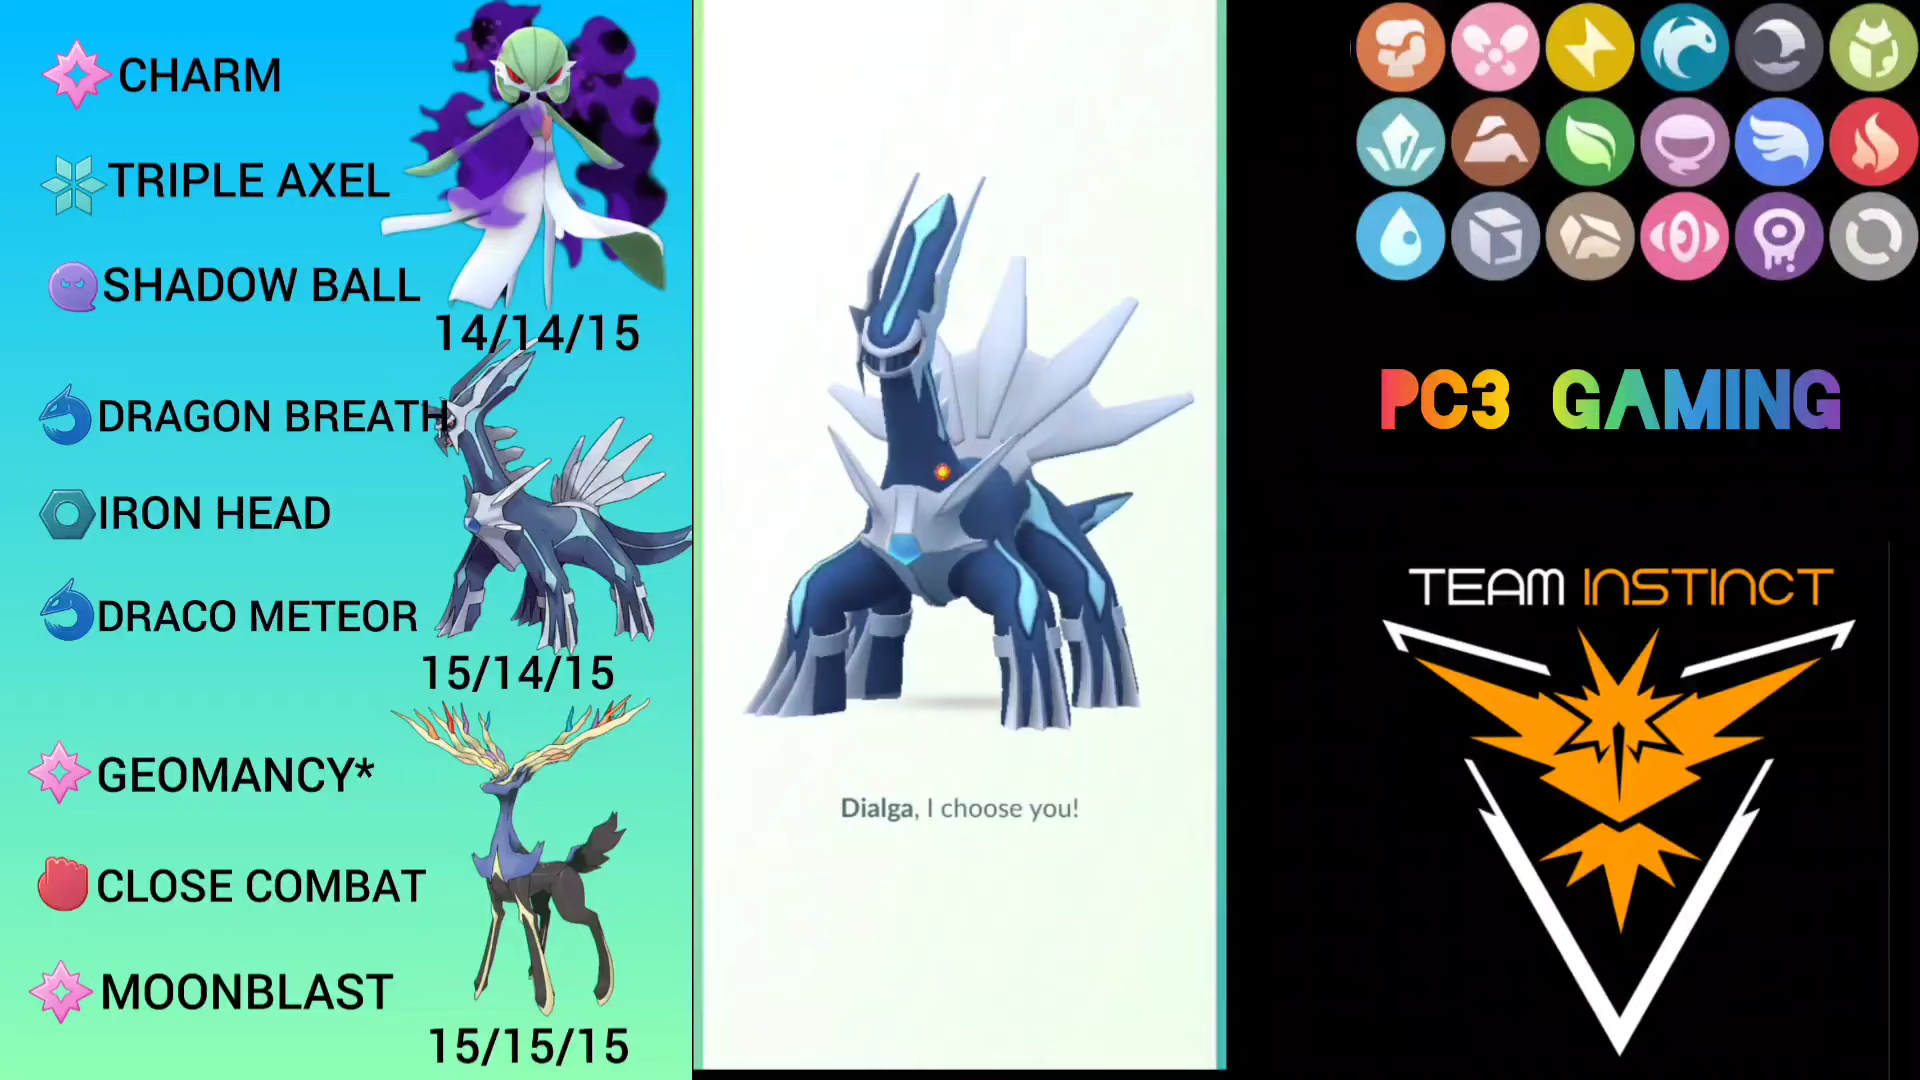 CHARM
TRIPLE AXEL
SHADOW BALL
14/14/15
DRAGON BREATH
IRON HEAD
DRACO METEOR
15/14/15
GEOMANCY*
CLOSE COMBAT
MOONBLAST
15/15/15
Dialga, I choose you!
PC3 GAMING
TEAM INSTINCT